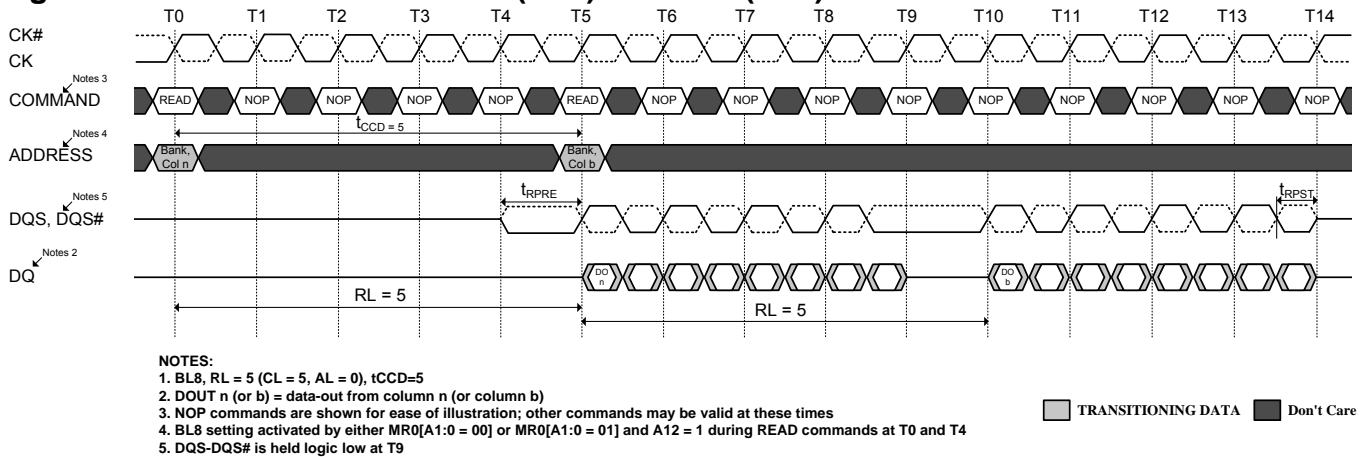 T0 T1 T2 T3 T4 T5 T6 T7 T8 T9 T10 T11 T12 T13 T14
CK#
CK
Notes 3
COMMAND READ NOP NOP NOP NOP READ NOP NOP NOP NOP NOP NOP NOP NOP NOP
tCCD = 5
Notes 4
ADDRESS
Bank, Col n
Bank, Col b
Notes 5
DQS, DQS#
tRPRE
tRPST
Notes 2
DQ
DO n
DO b
RL = 5
RL = 5
NOTES:
1. BL8, RL = 5 (CL = 5, AL = 0), tCCD=5
2. DOUT n (or b) = data-out from column n (or column b)
3. NOP commands are shown for ease of illustration; other commands may be valid at these times
4. BL8 setting activated by either MR0[A1:0 = 00] or MR0[A1:0 = 01] and A12 = 1 during READ commands at T0 and T4
5. DQS-DQS# is held logic low at T9
TRANSITIONING DATA
Don't Care